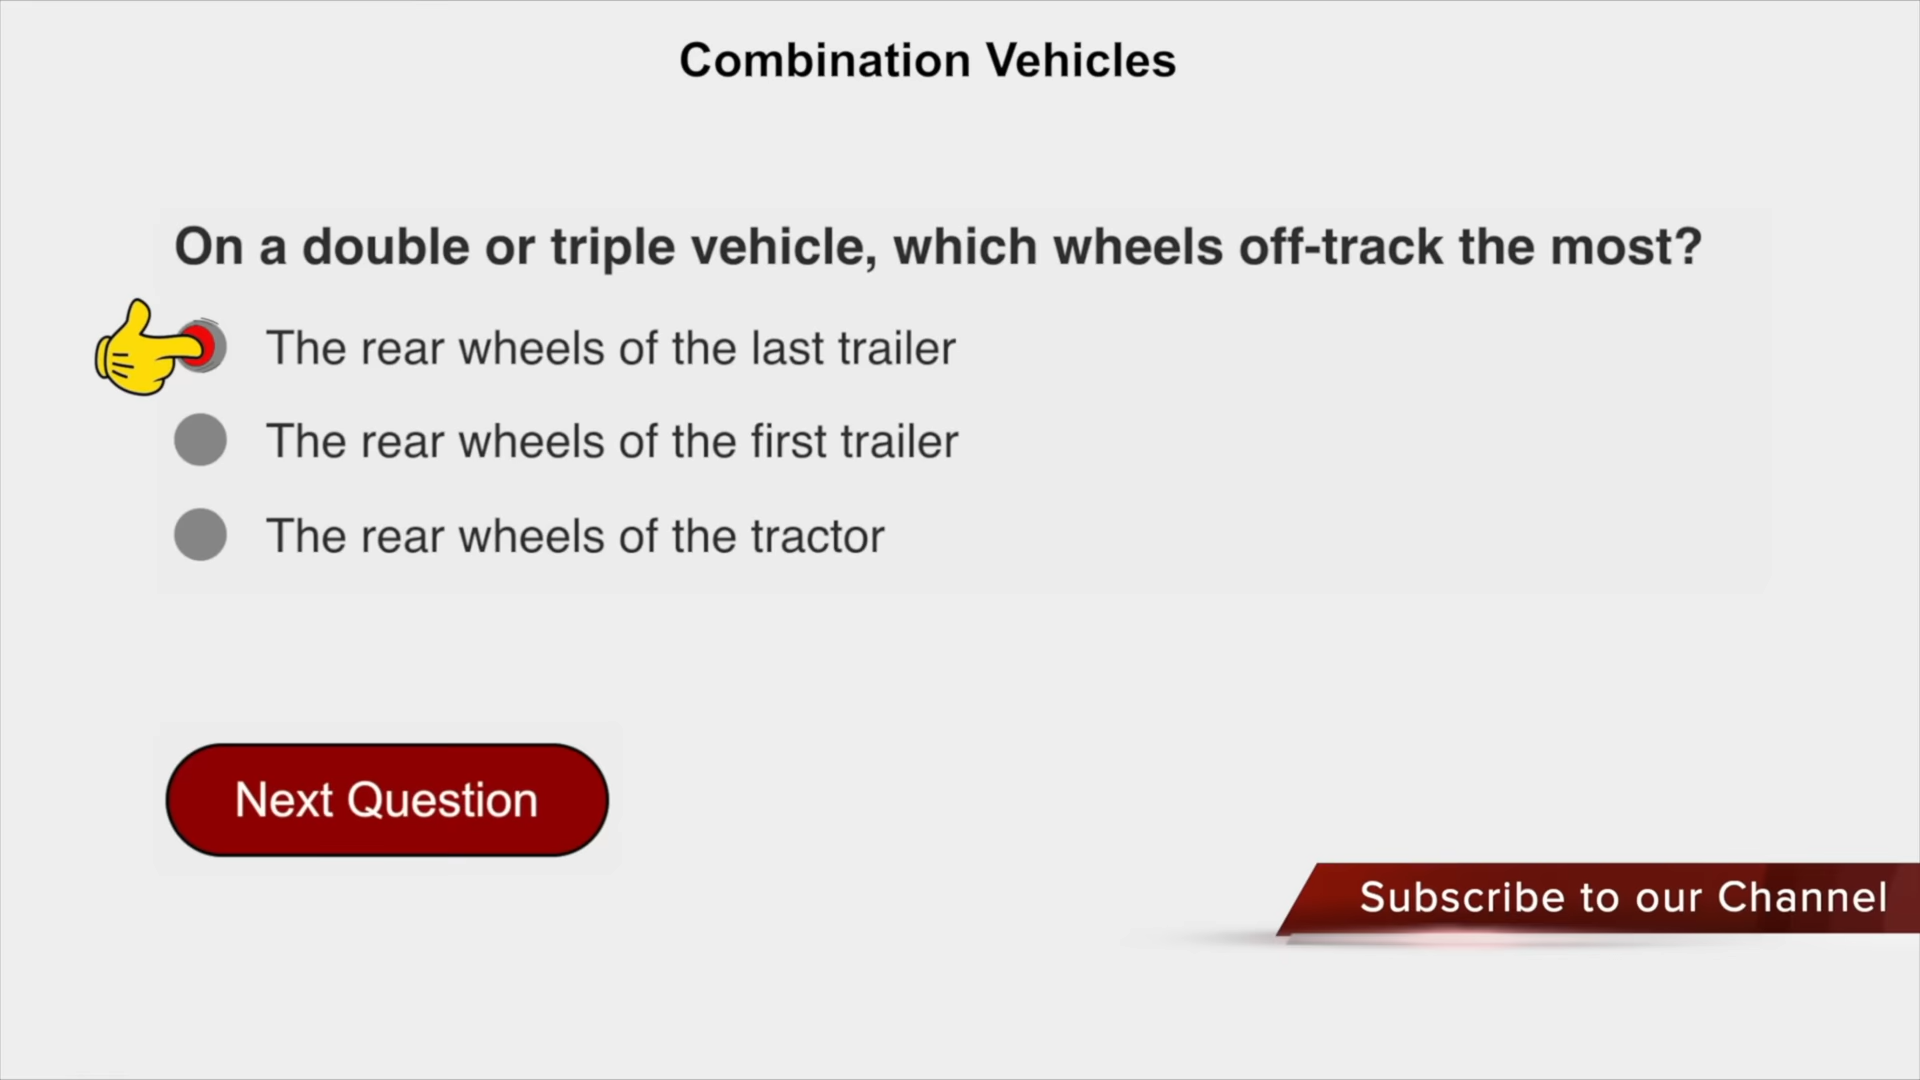 Combination Vehicles
On a double or triple vehicle, which wheels off-track the most?
The rear wheels of the last trailer
The rear wheels of the first trailer
The rear wheels of the tractor
Next Question
Subscribe to our Channel